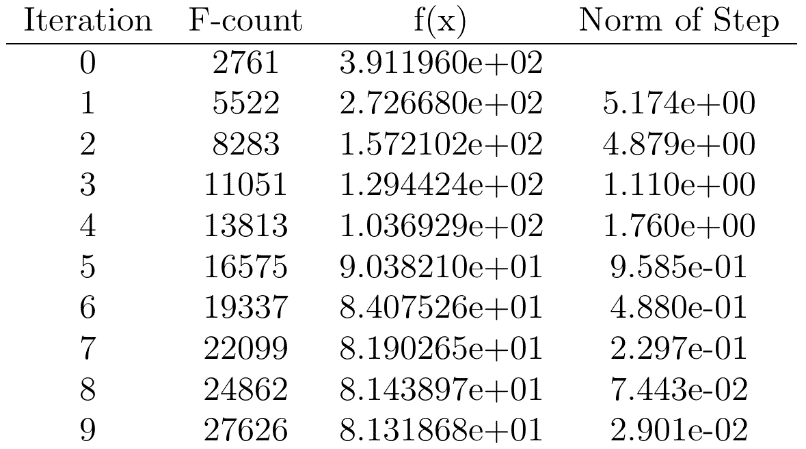 Iteration F-count f(x) Norm of Step
0 2761 3.911960e+02
1 5522 2.726680e+02 5.174e+00
2 8283 1.572102e+02 4.879e+00
3 11051 1.294424e+02 1.110e+00
4 13813 1.036929e+02 1.760e+00
5 16575 9.038210e+01 9.585e-01
6 19337 8.407526e+01 4.880e-01
7 22099 8.190265e+01 2.297e-01
8 24862 8.143897e+01 7.443e-02
9 27626 8.131868e+01 2.901e-02